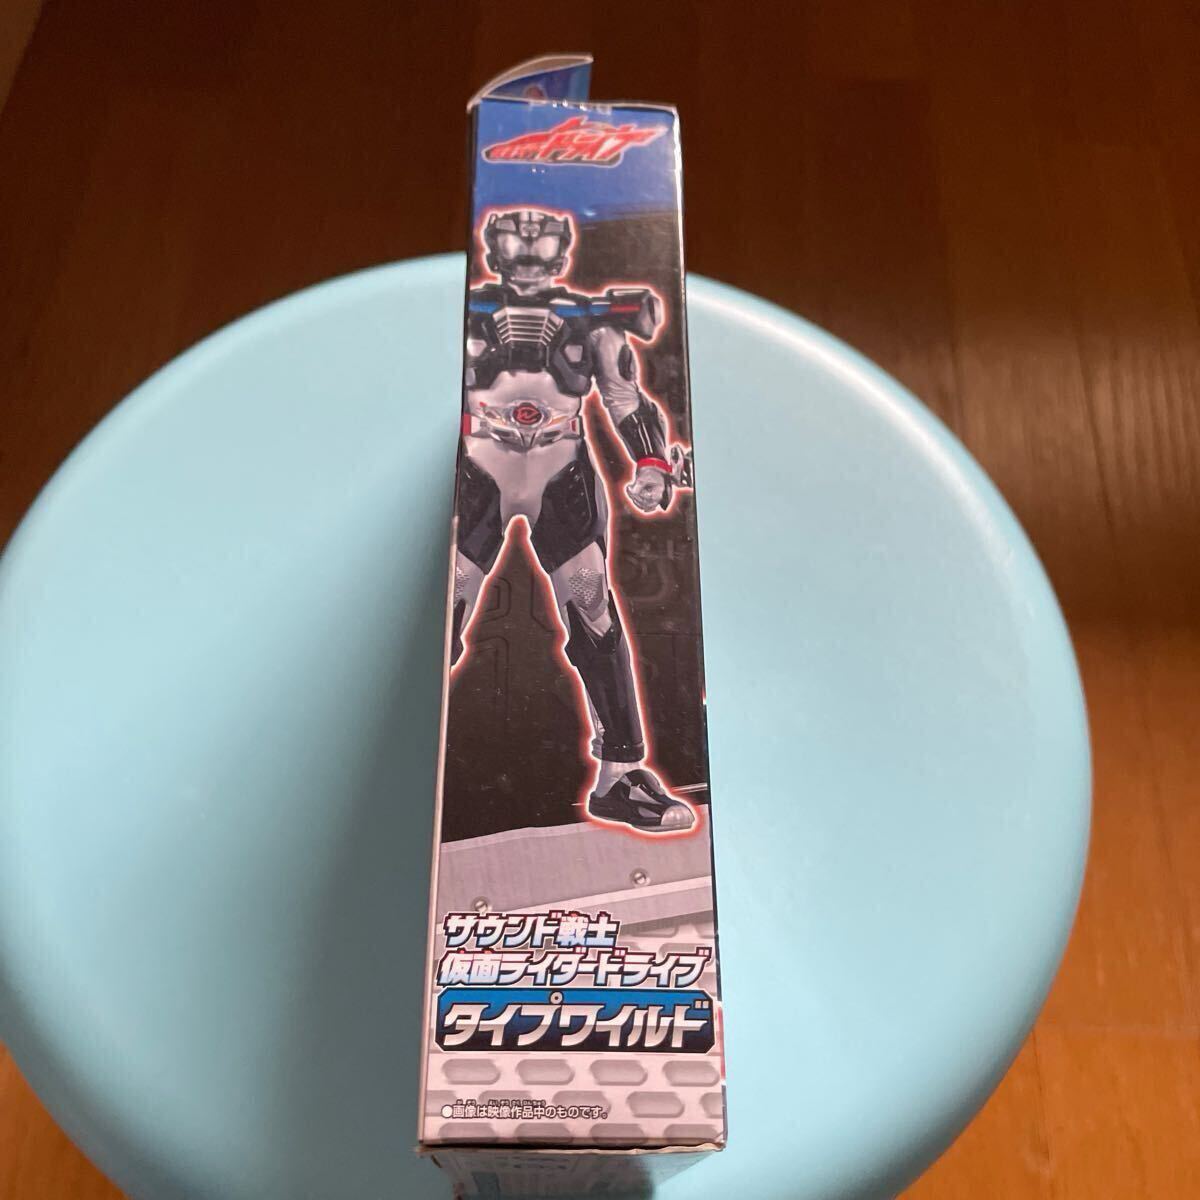 ドライブ
サウンド戦士
仮面ライダードライブ
タイプワイルド
●画像は映像作品中のものです。